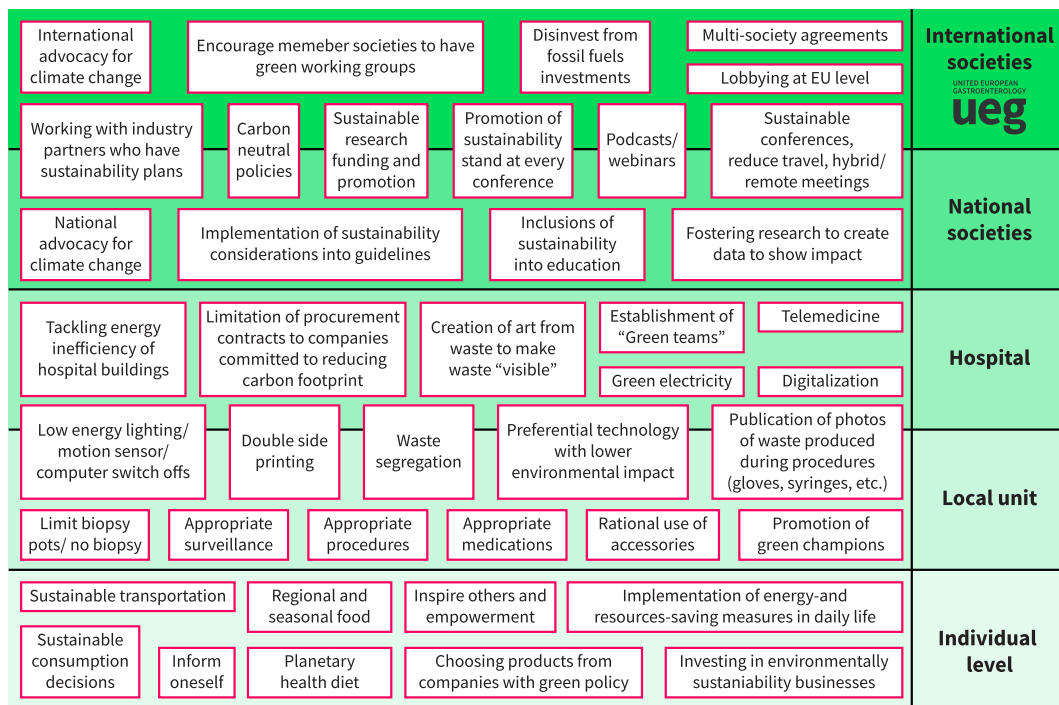 International
advocacy for
climate change
Encourage memeber societies to have
green working groups
Disinvest from
fossil fuels
investments
Multi-society agreements
Lobbying at EU level
International
societies
UNITED EUROPEAN
GASTROENTEROLOGY
ueg
Working with industry
partners who have
sustainability plans
Carbon
neutral
policies
Sustainable
research
funding and
promotion
Promotion of
sustainability
stand at every
conference
Podcasts/
webinars
Sustainable
conferences,
reduce travel, hybrid/
remote meetings
National
societies
National
advocacy for
climate change
Implementation of sustainability
considerations into guidelines
Inclusions of
sustainability
into education
Fostering research to create
data to show impact
Tackling energy
inefficiency of
hospital buildings
Limitation of procurement
contracts to companies
committed to reducing
carbon footprint
Creation of art from
waste to make
waste “visible”
Establishment of
“Green teams”
Telemedicine
Green electricity
Digitalization
Hospital
Low energy lighting/
motion sensor/
computer switch offs
Double side
printing
Waste
segregation
Preferential technology
with lower
environmental impact
Publication of photos
of waste produced
during procedures
(gloves, syringes, etc.)
Local unit
Limit biopsy
pots/ no biopsy
Appropriate
surveillance
Appropriate
procedures
Appropriate
medications
Rational use of
accessories
Promotion of
green champions
Sustainable transportation
Regional and
seasonal food
Inspire others and
empowerment
Implementation of energy-and
resources-saving measures in daily life
Individual
level
Sustainable
consumption
decisions
Inform
oneself
Planetary
health diet
Choosing products from
companies with green policy
Investing in environmentally
sustaniability businesses